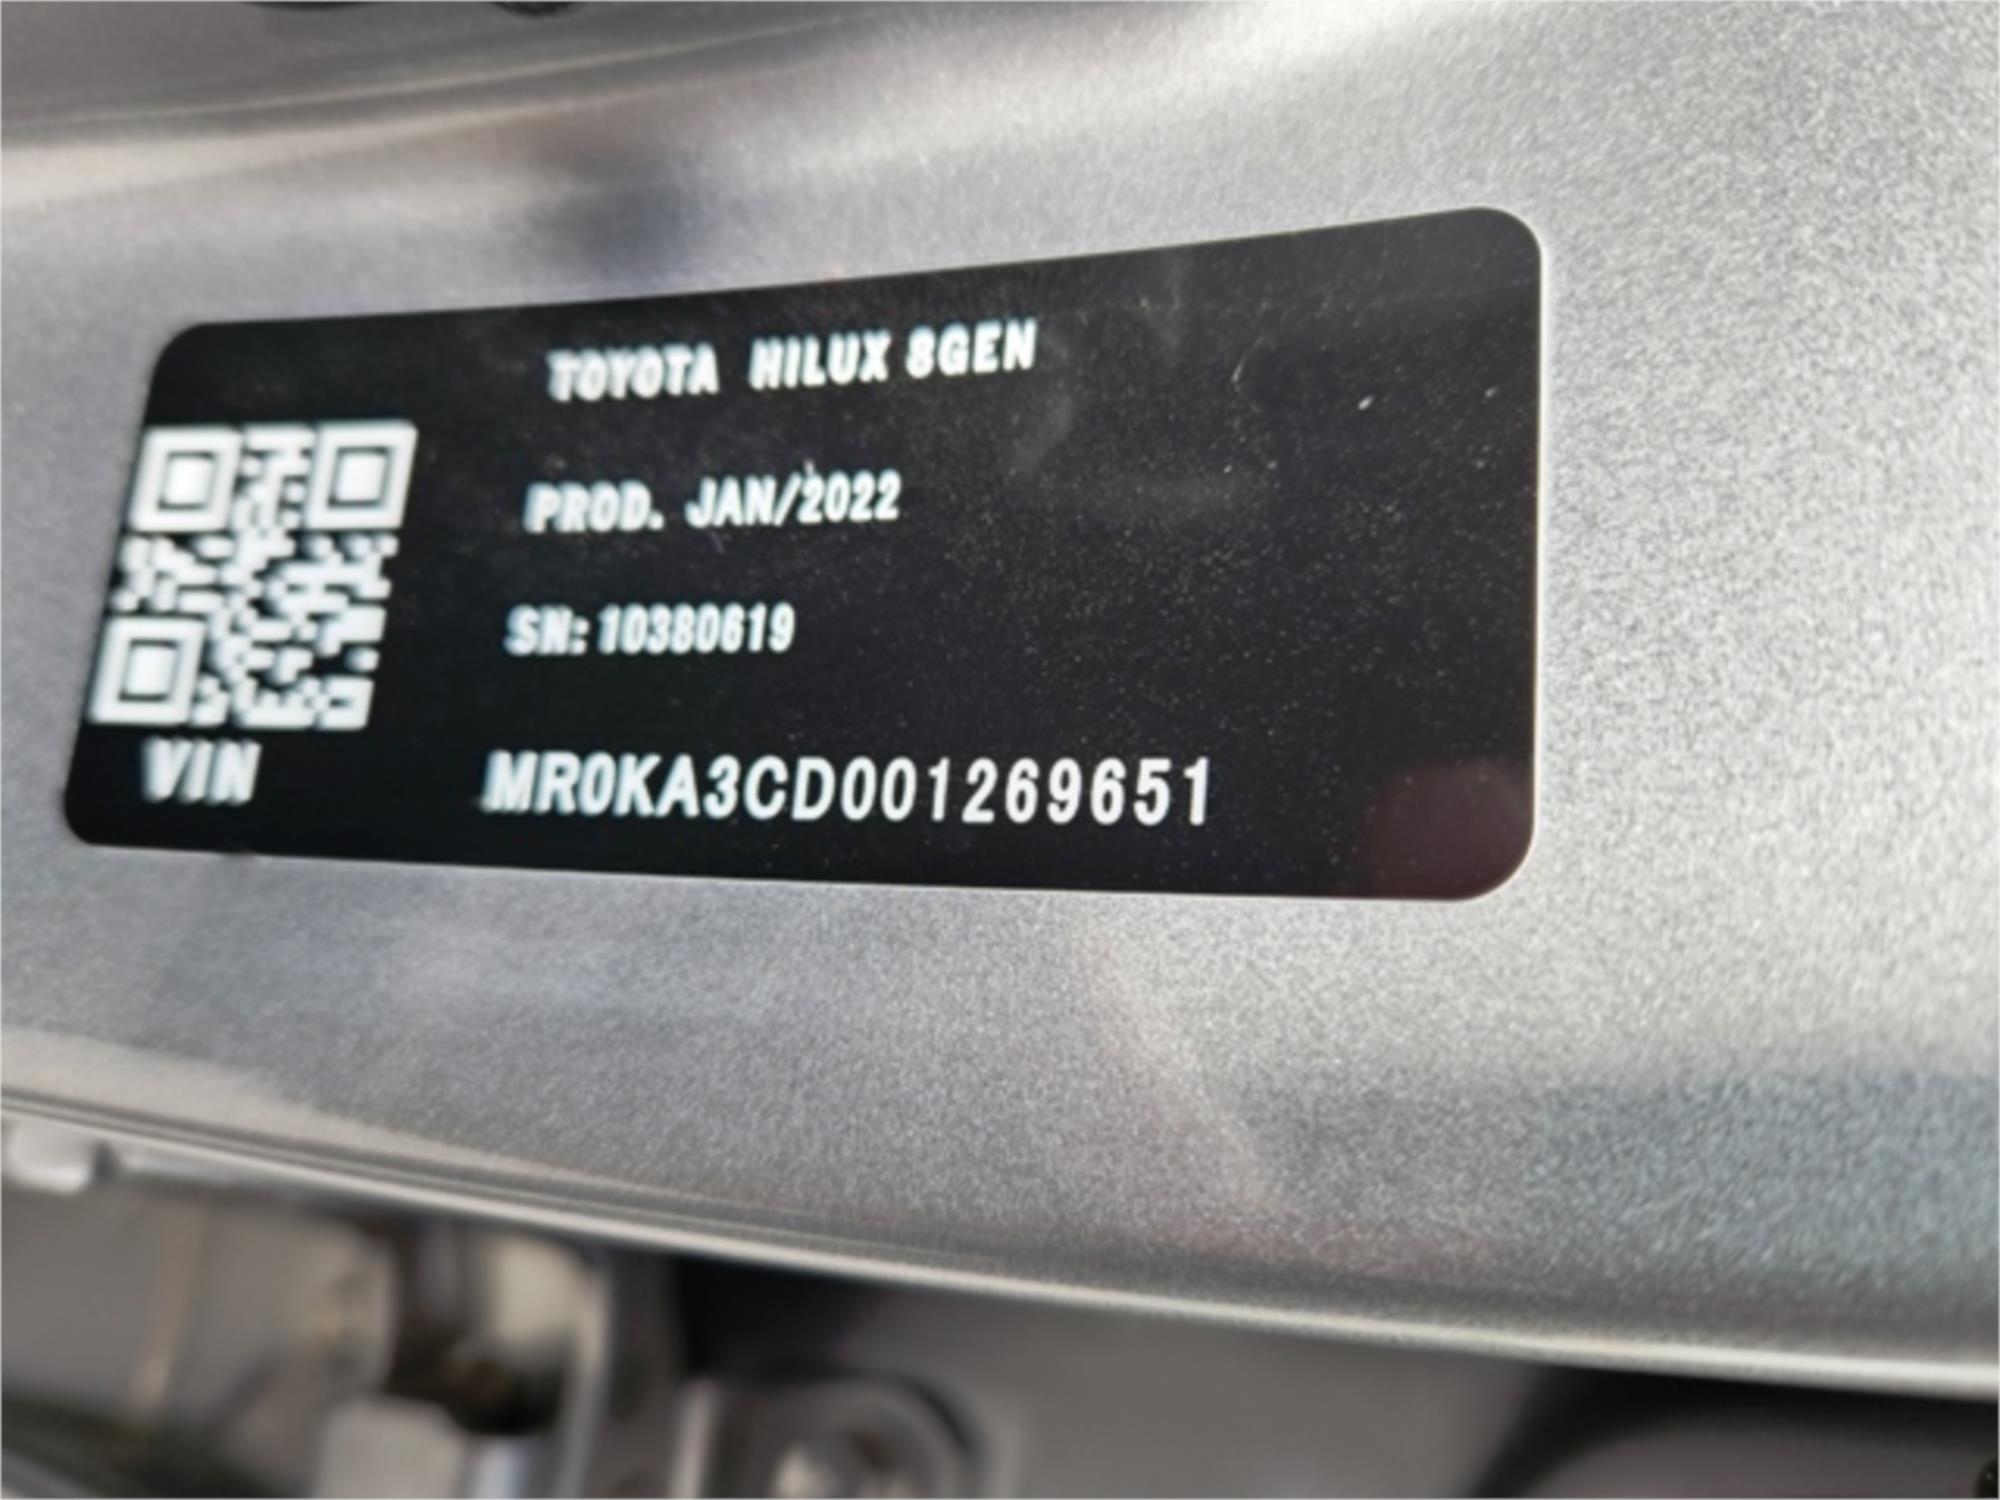 TOYOTA HILUX 8GEN
PROD. JAN/2022
SN: 10380619
VIN MR0KA3CD001269651